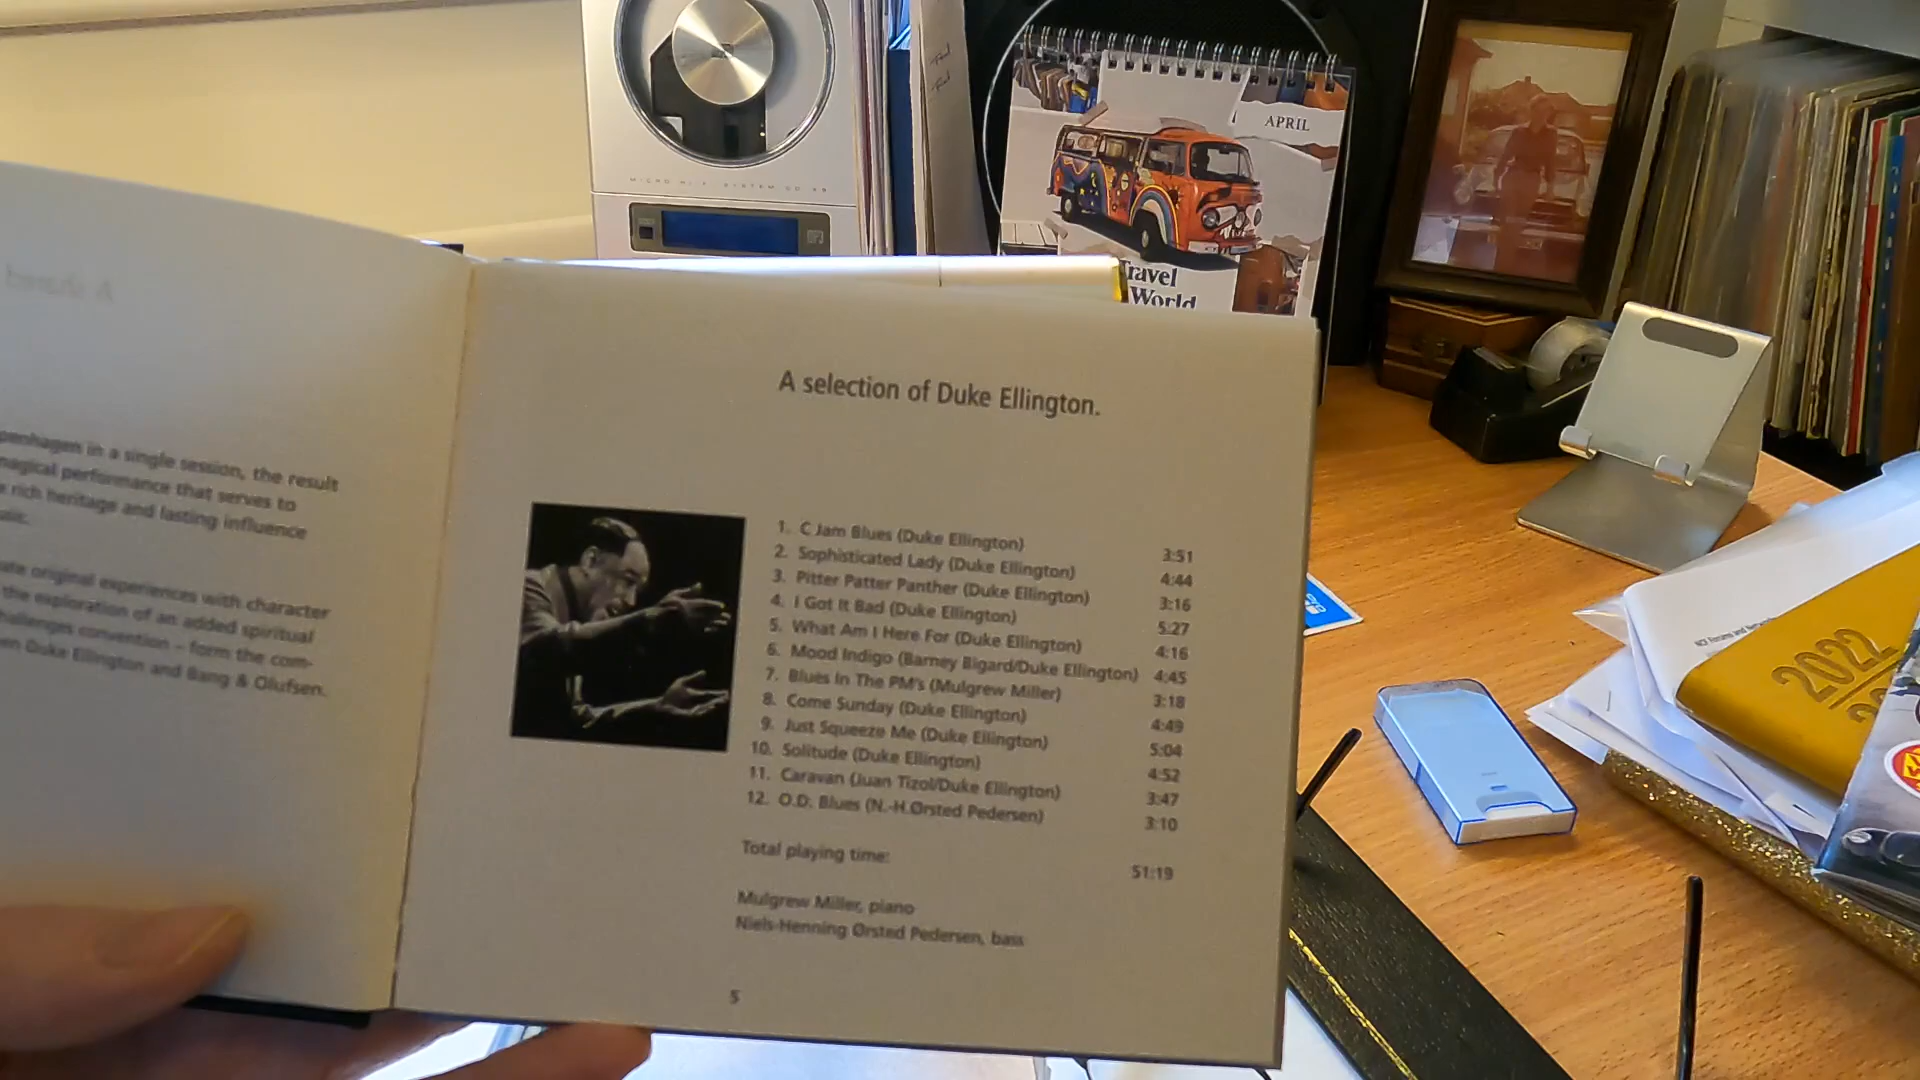 MICRO HI-FI SYSTEM
APRIL
Travel
World
penhagen in a single session, the result
magical performance that serves to
rich heritage and lasting influence
original experiences with character
the exploration of an added spiritual
challenges convention – form the com-
Duke Ellington and Bang & Olufsen.
A selection of Duke Ellington.
1. C Jam Blues (Duke Ellington) 3:51
2. Sophisticated Lady (Duke Ellington) 4:44
3. Pitter Patter Panther (Duke Ellington) 3:16
4. I Got It Bad (Duke Ellington) 5:27
5. What Am I Here For (Duke Ellington) 4:16
6. Mood Indigo (Barney Bigard/Duke Ellington) 4:45
7. Blues In The PM's (Mulgrew Miller) 3:18
8. Come Sunday (Duke Ellington) 4:49
9. Just Squeeze Me (Duke Ellington) 5:04
10. Solitude (Duke Ellington) 4:52
11. Caravan (Juan Tizol/Duke Ellington) 3:47
12. O.D. Blues (N.-H.Ørsted Pedersen) 3:10
Total playing time: 51:19
Mulgrew Miller, piano
Niels-Henning Ørsted Pedersen, bass
5
2022